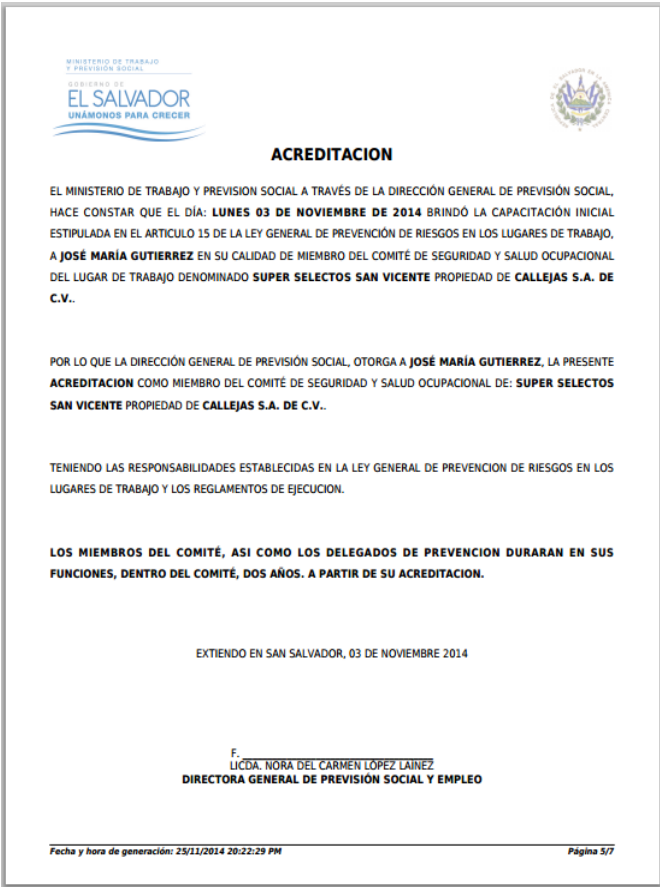 MINISTERIO DE TRABAJO
Y PREVISIÓN SOCIAL
GOBIERNO DE
EL SALVADOR
UNÁMONOS PARA CRECER
ACREDITACION
EL MINISTERIO DE TRABAJO Y PREVISION SOCIAL A TRAVÉS DE LA DIRECCIÓN GENERAL DE PREVISIÓN SOCIAL,
HACE CONSTAR QUE EL DÍA: LUNES 03 DE NOVIEMBRE DE 2014 BRINDÓ LA CAPACITACIÓN INICIAL
ESTIPULADA EN EL ARTICULO 15 DE LA LEY GENERAL DE PREVENCIÓN DE RIESGOS EN LOS LUGARES DE TRABAJO,
A JOSÉ MARÍA GUTIERREZ EN SU CALIDAD DE MIEMBRO DEL COMITÉ DE SEGURIDAD Y SALUD OCUPACIONAL
DEL LUGAR DE TRABAJO DENOMINADO SUPER SELECTOS SAN VICENTE PROPIEDAD DE CALLEJAS S.A. DE
C.V..
POR LO QUE LA DIRECCIÓN GENERAL DE PREVISIÓN SOCIAL, OTORGA A JOSÉ MARÍA GUTIERREZ, LA PRESENTE
ACREDITACION COMO MIEMBRO DEL COMITÉ DE SEGURIDAD Y SALUD OCUPACIONAL DE: SUPER SELECTOS
SAN VICENTE PROPIEDAD DE CALLEJAS S.A. DE C.V..
TENIENDO LAS RESPONSABILIDADES ESTABLECIDAS EN LA LEY GENERAL DE PREVENCION DE RIESGOS EN LOS
LUGARES DE TRABAJO Y LOS REGLAMENTOS DE EJECUCION.
LOS MIEMBROS DEL COMITÉ, ASI COMO LOS DELEGADOS DE PREVENCION DURARAN EN SUS
FUNCIONES, DENTRO DEL COMITÉ, DOS AÑOS. A PARTIR DE SU ACREDITACION.
EXTIENDO EN SAN SALVADOR, 03 DE NOVIEMBRE 2014
F.
LICDA. NORA DEL CARMEN LÓPEZ LAÍNEZ
DIRECTORA GENERAL DE PREVISIÓN SOCIAL Y EMPLEO
Fecha y hora de generación: 25/11/2014 20:22:29 PM
Página 5/7